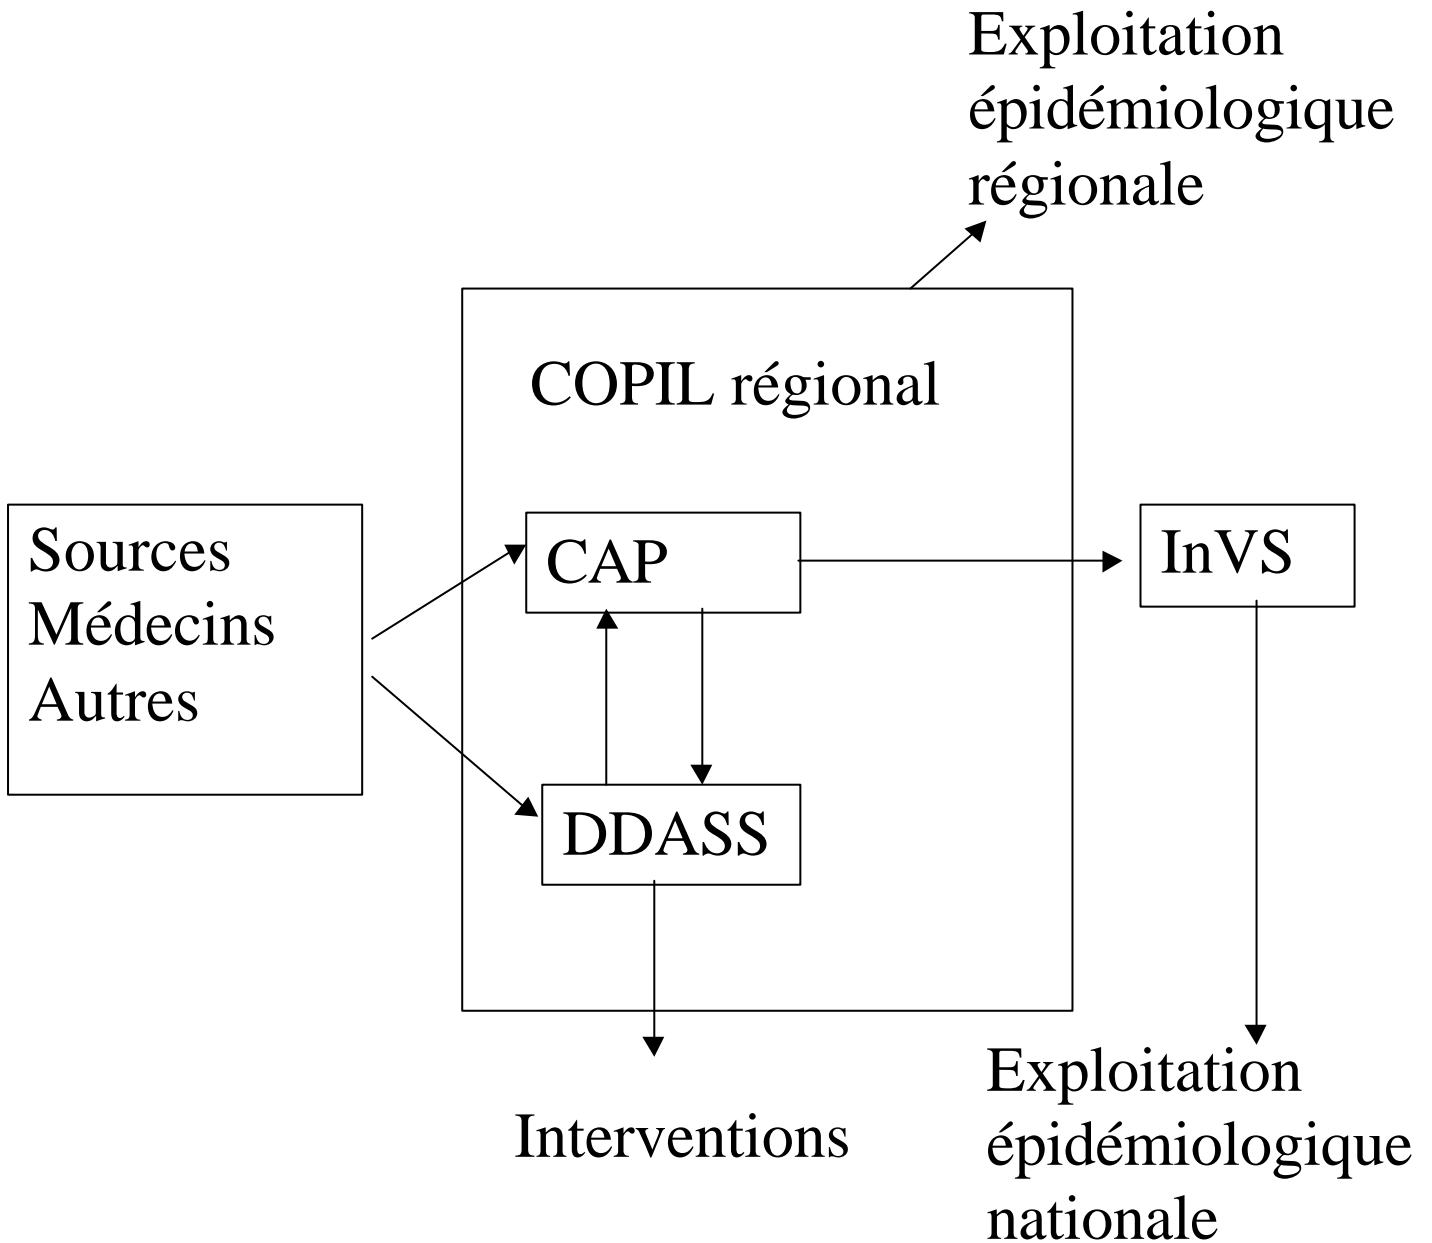 Exploitation
épidémiologique
régionale
COPIL régional
Sources
Médecins
Autres
CAP
InVS
DDASS
Interventions
Exploitation
épidémiologique
nationale